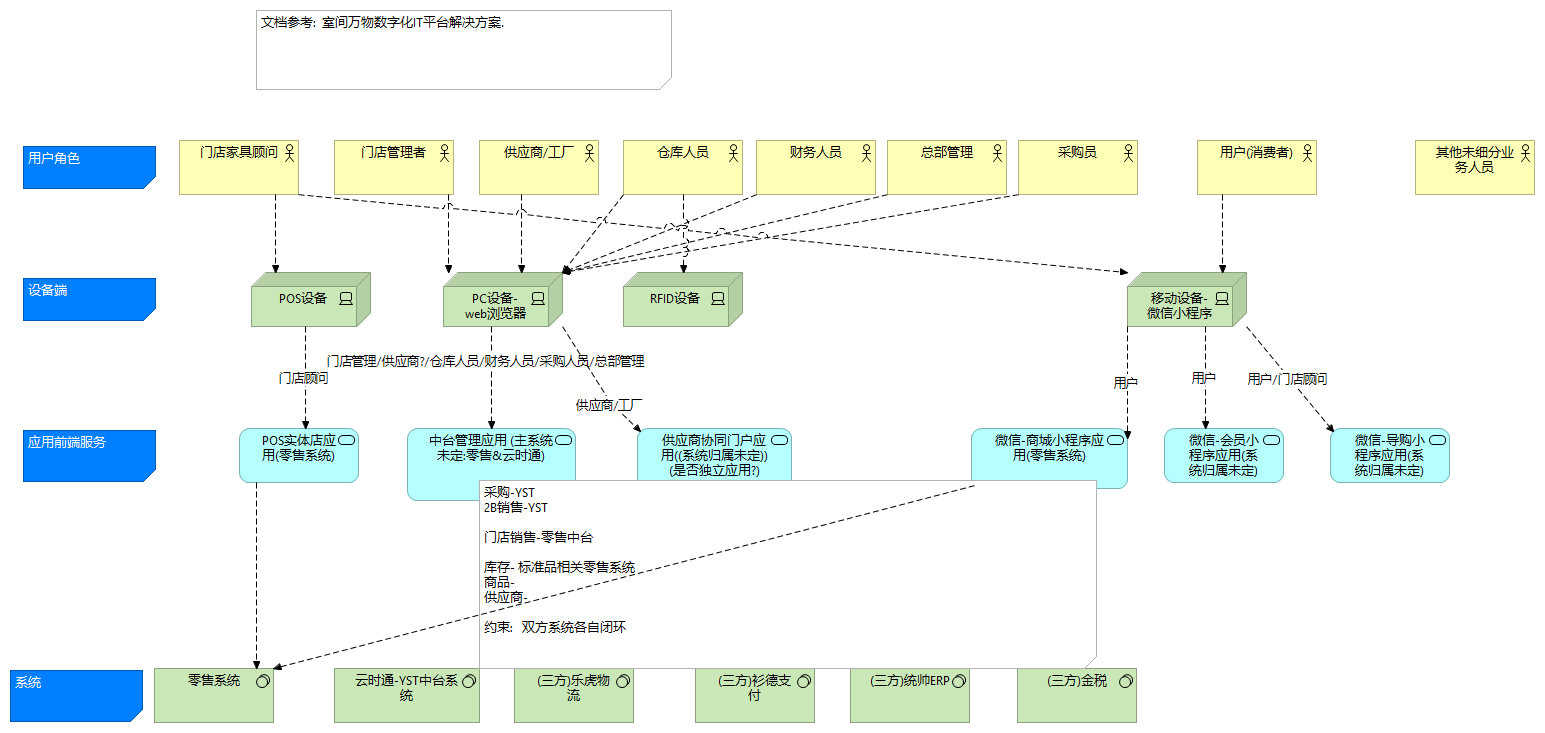 文档参考: 室间万物数字化IT平台解决方案.
用户角色
门店家具顾问
门店管理者
供应商/工厂
仓库人员
财务人员
总部管理
采购员
用户(消费者)
其他未细分业
务人员
设备端
POS设备
PC设备-
web浏览器
RFID设备
移动设备-
微信小程序
门店管理/供应商?/仓库人员/财务人员/采购人员/总部管理
门店顾问
供应商/工厂
用户
用户
用户/门店顾问
应用前端服务
POS实体店应
用(零售系统)
中台管理应用 (主系统
未定:零售&云时通)
供应商协同门户应
用((系统归属未定))
(是否独立应用?)
微信-商城小程序应
用(零售系统)
微信-会员小
程序应用(系
统归属未定)
微信-导购小
程序应用(系
统归属未定)
采购-YST
2B销售-YST
门店销售-零售中台
库存- 标准品相关零售系统
商品-
供应商-
约束: 双方系统各自闭环
系统
零售系统
云时通-YST中台系
统
(三方)乐虎物
流
(三方)衫德支
付
(三方)统帅ERP
(三方)金税